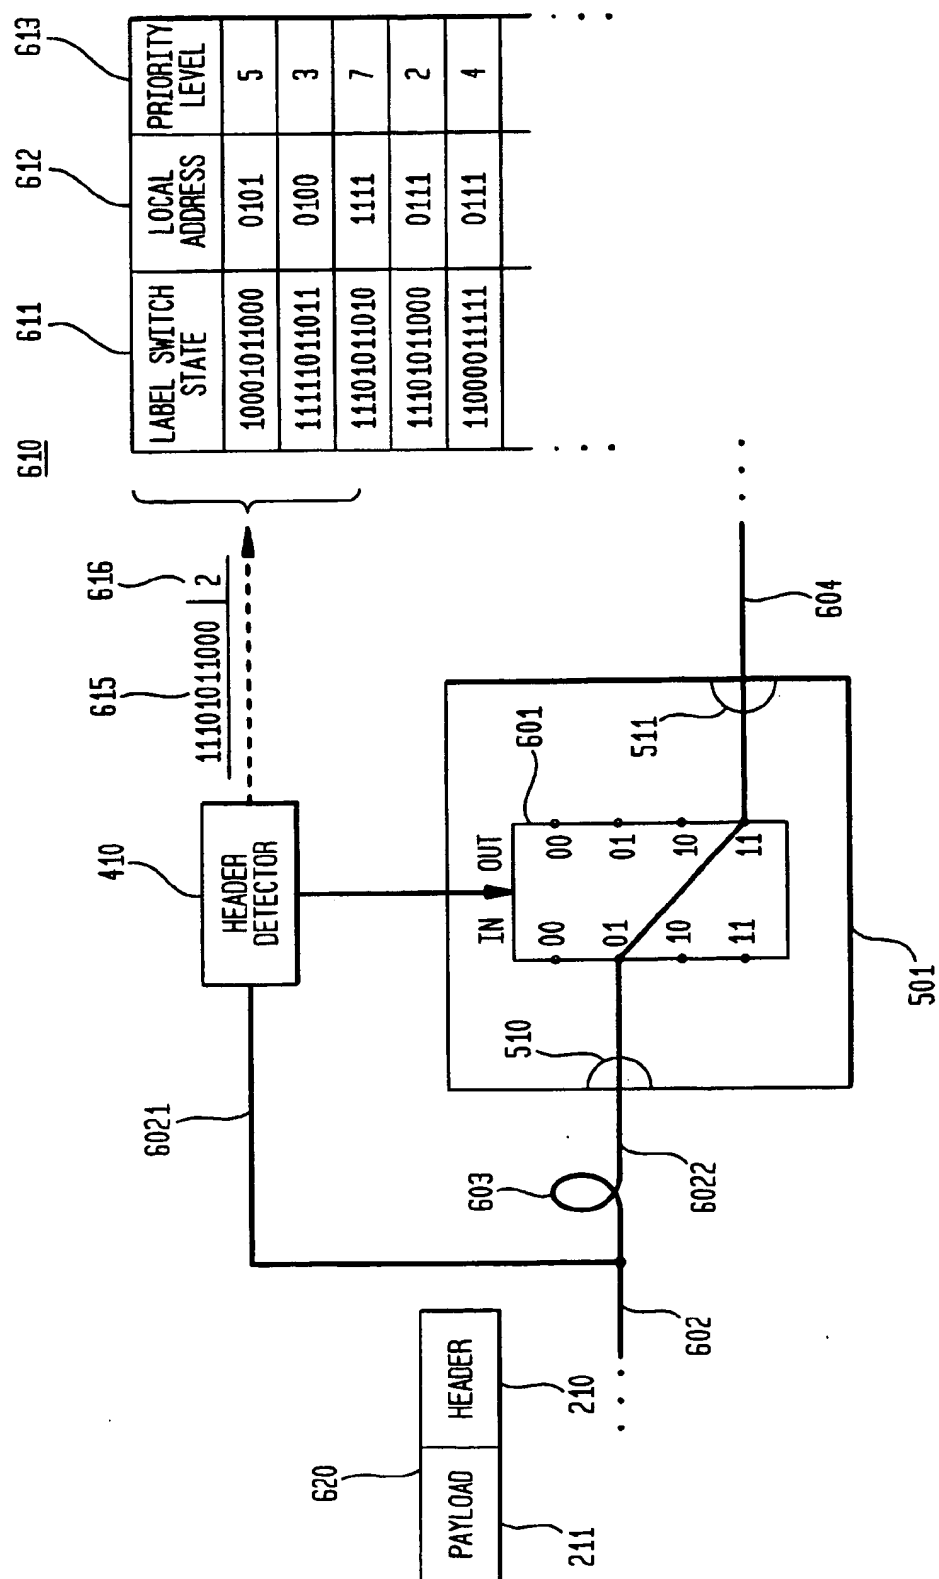 610
611
612
613
LABEL SWITCH STATE
LOCAL ADDRESS
PRIORITY LEVEL
10001011000 0101 5
11111011011 0100 3
11101011010 1111 7
11101011000 0111 2
11000011111 0111 4
615
616
11101011000 2
410
HEADER DETECTOR
6021
601
IN OUT
00 00
01 01
10 10
11 11
510
511
603
6022
602
604
501
620
PAYLOAD HEADER
211 210